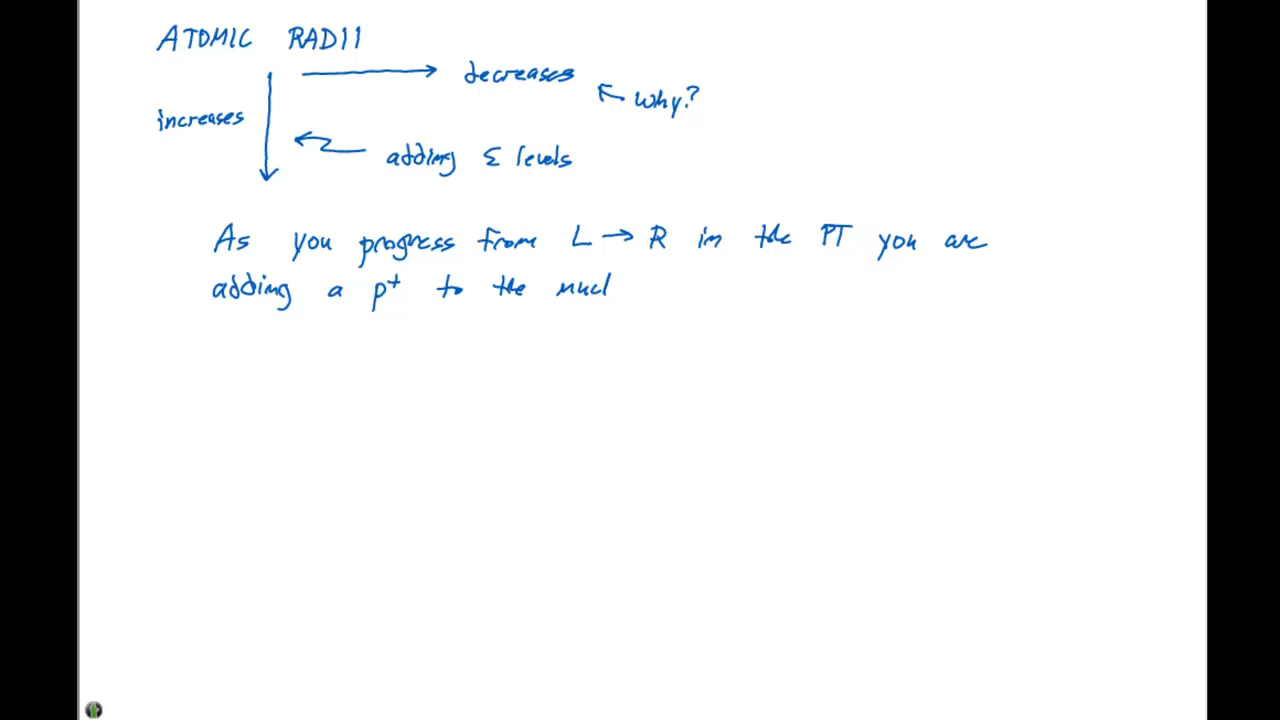 ATOMIC RADII
decreases
Why?
increases
adding Σ levels
As you progress from L → R in the PT you are
adding a p+ to the nucl